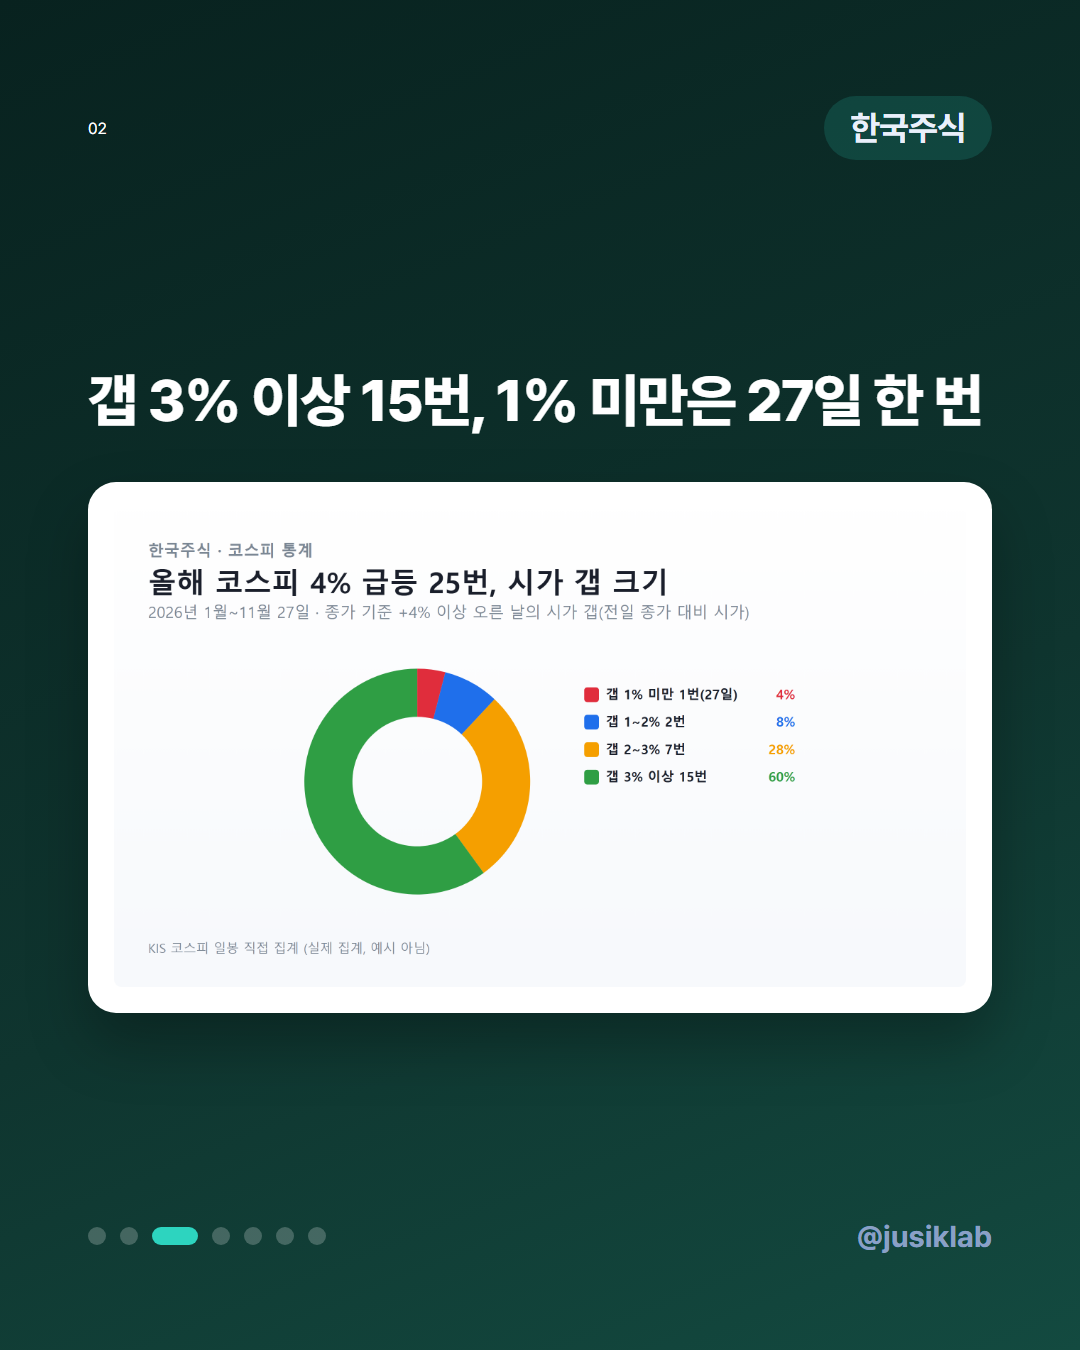 02
한국주식
갭 3% 이상 15번, 1% 미만은 27일 한 번
한국주식 · 코스피 통계
올해 코스피 4% 급등 25번, 시가 갭 크기
2026년 1월~11월 27일 · 종가 기준 +4% 이상 오른 날의 시가 갭(전일 종가 대비 시가)
갭 1% 미만 1번(27일) 4%
갭 1~2% 2번 8%
갭 2~3% 7번 28%
갭 3% 이상 15번 60%
KIS 코스피 일봉 직접 집계 (실제 집계, 예시 아님)
@jusiklab